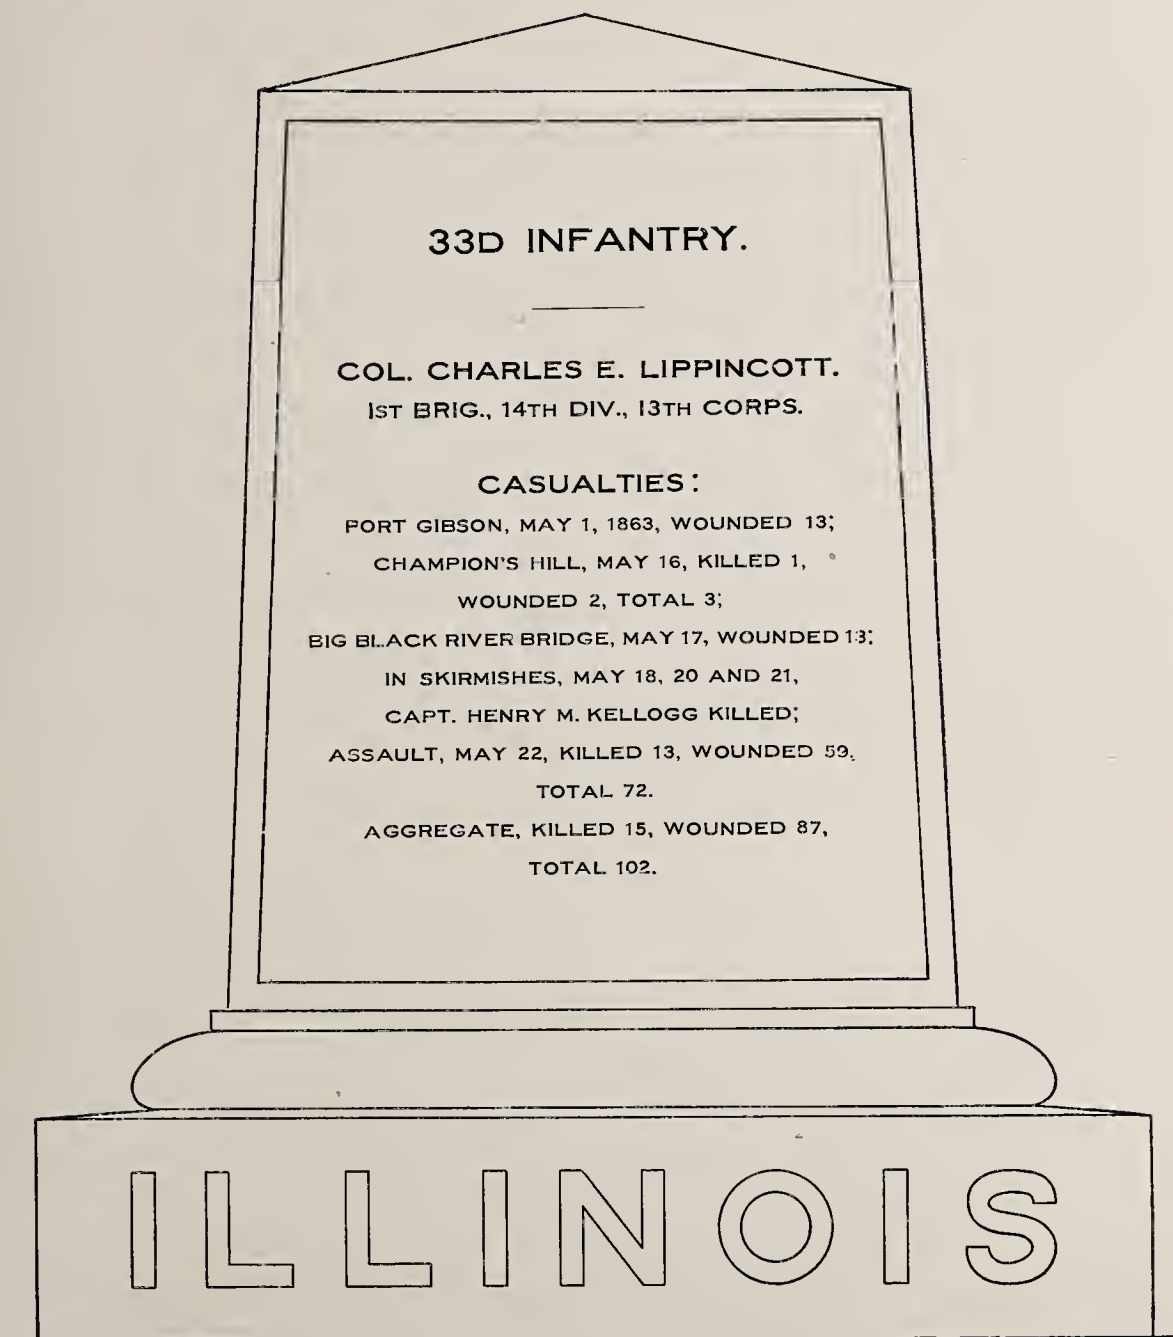 33D INFANTRY.
COL. CHARLES E. LIPPINCOTT.
1ST BRIG., 14TH DIV., 13TH CORPS.
CASUALTIES:
PORT GIBSON, MAY 1, 1863, WOUNDED 13;
CHAMPION'S HILL, MAY 16, KILLED 1,
WOUNDED 2, TOTAL 3;
BIG BLACK RIVER BRIDGE, MAY 17, WOUNDED 13;
IN SKIRMISHES, MAY 18, 20 AND 21,
CAPT. HENRY M. KELLOGG KILLED;
ASSAULT, MAY 22, KILLED 13, WOUNDED 59,
TOTAL 72.
AGGREGATE, KILLED 15, WOUNDED 87,
TOTAL 102.
ILLINOIS